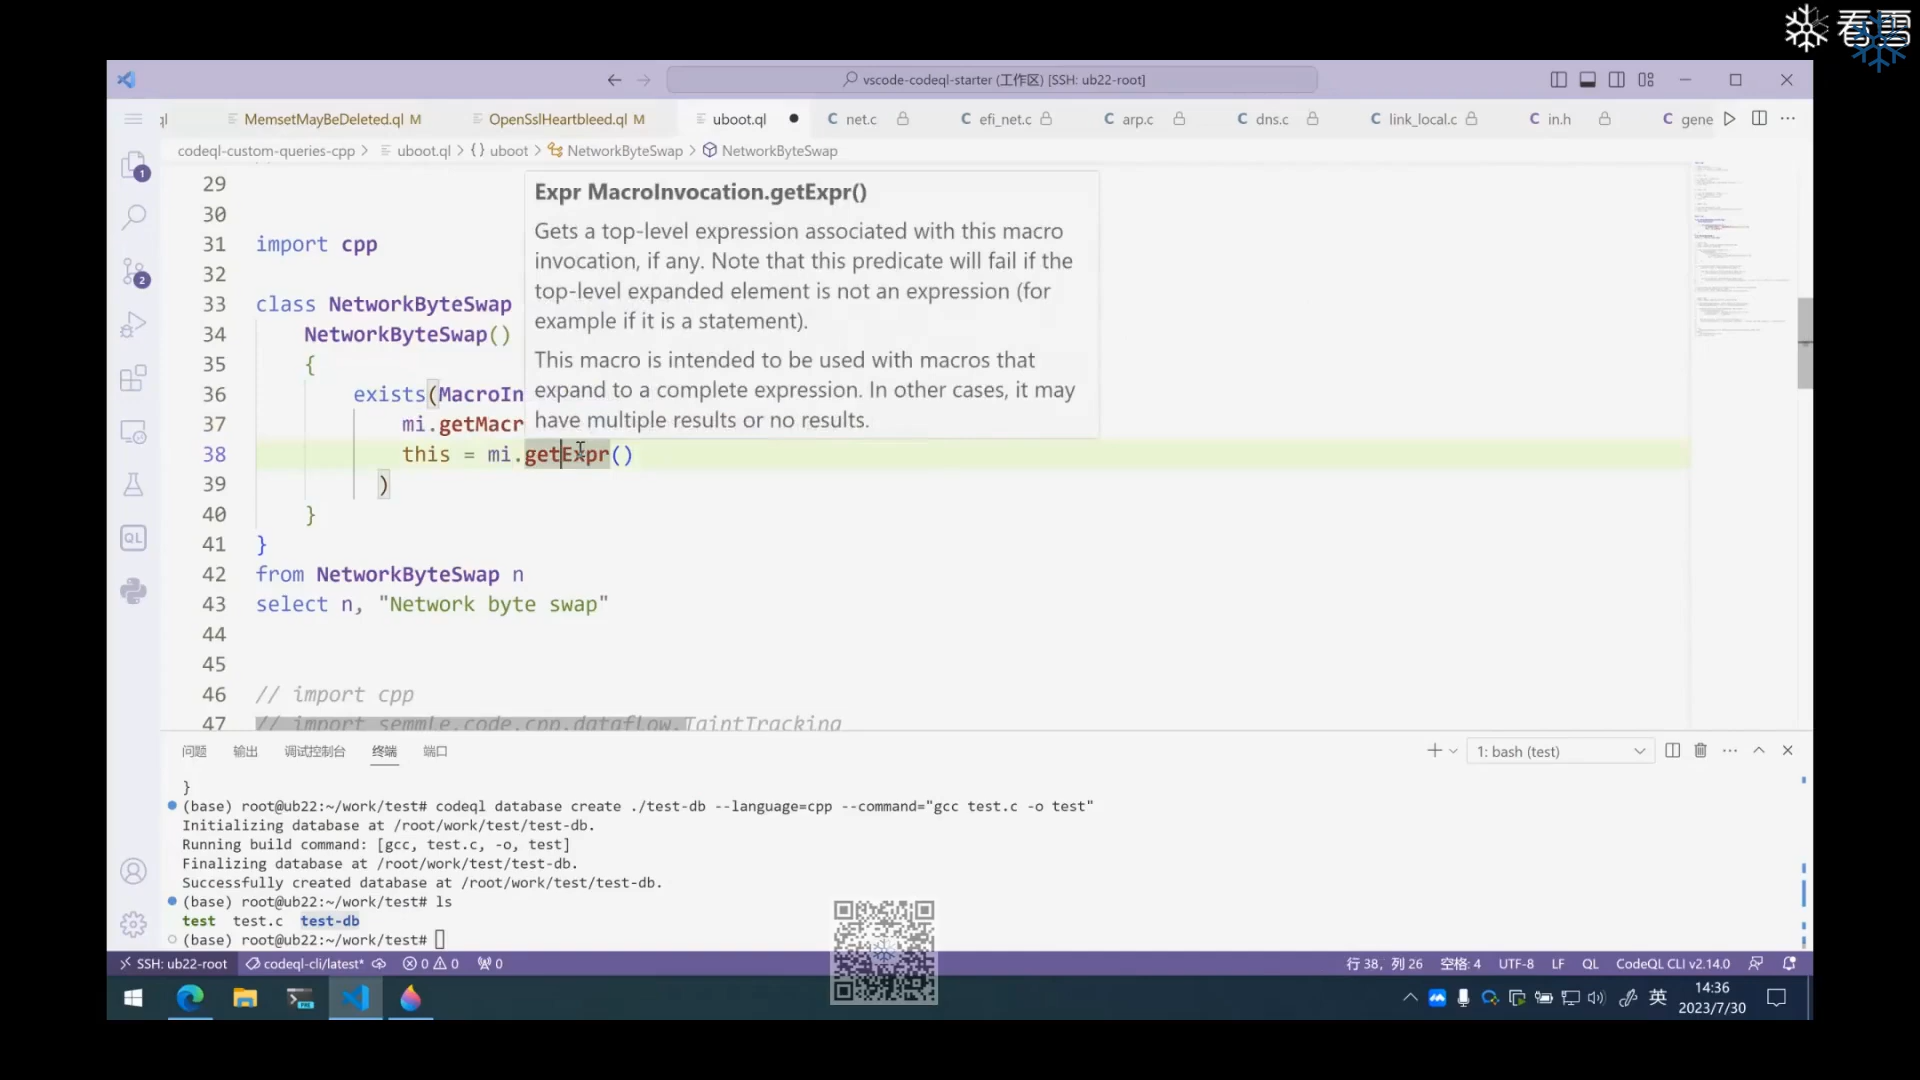 看雪
vscode-codeql-starter (工作区) [SSH: ub22-root]
ql MemsetMayBeDeleted.ql M OpenSslHeartbleed.ql M uboot.ql ● C net.c C efi_net.c C arp.c C dns.c C link_local.c C in.h C gene
codeql-custom-queries-cpp > uboot.ql > {} uboot > NetworkByteSwap > NetworkByteSwap
29
30
31 import cpp
32
33 class NetworkByteSwap
34 NetworkByteSwap()
35 {
36 exists(MacroIn
37 mi.getMacr
38 this = mi.getExpr()
39 )
40 }
41 }
42 from NetworkByteSwap n
43 select n, "Network byte swap"
44
45
46 // import cpp
47 // import semmle.code.cpp.dataflow.TaintTracking
Expr MacroInvocation.getExpr()
Gets a top-level expression associated with this macro
invocation, if any. Note that this predicate will fail if the
top-level expanded element is not an expression (for
example if it is a statement).
This macro is intended to be used with macros that
expand to a complete expression. In other cases, it may
have multiple results or no results.
1
2
QL
问题 输出 调试控制台 终端 端口
1: bash (test)
}
(base) root@ub22:~/work/test# codeql database create ./test-db --language=cpp --command="gcc test.c -o test"
Initializing database at /root/work/test/test-db.
Running build command: [gcc, test.c, -o, test]
Finalizing database at /root/work/test/test-db.
Successfully created database at /root/work/test/test-db.
(base) root@ub22:~/work/test# ls
test test.c test-db
(base) root@ub22:~/work/test#
SSH: ub22-root codeql-cli/latest* 0 0 0
行 38，列 26 空格: 4 UTF-8 LF QL CodeQL CLI v2.14.0
英
14:36
2023/7/30